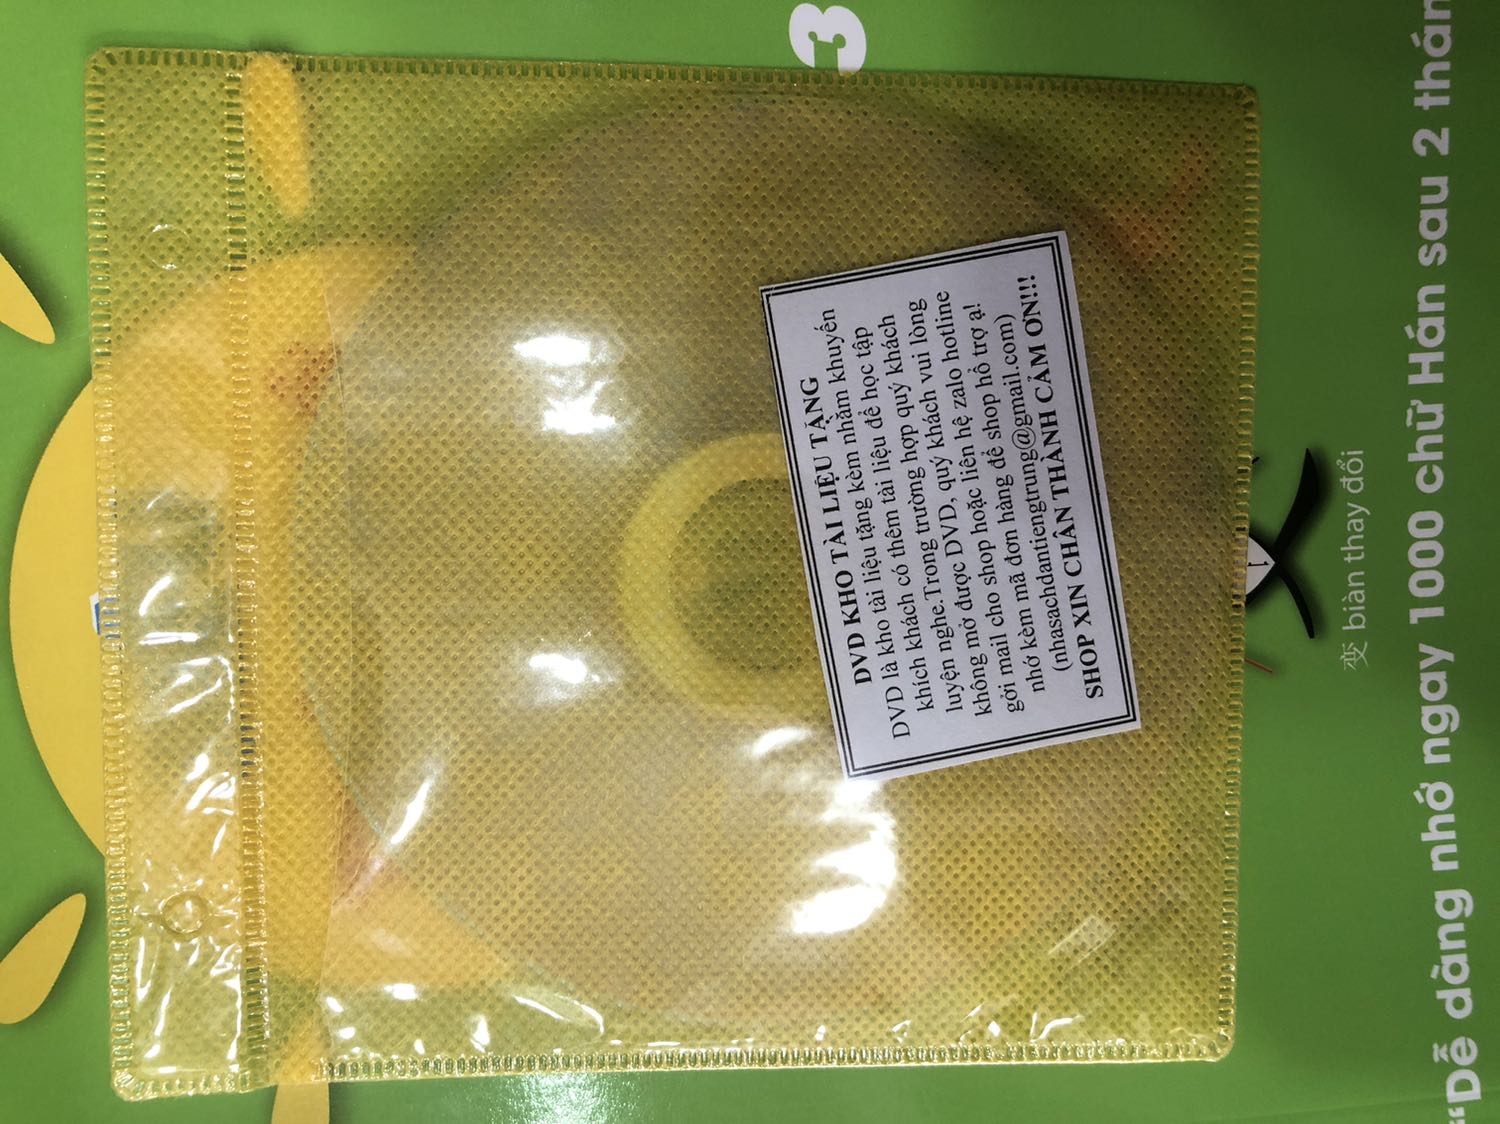 3
DVD KHO TÀI LIỆU TẶNG
DVD là kho tài liệu tặng kèm nhằm khuyến
khích khách có thêm tài liệu để học tập
luyện nghe.Trong trường hợp quý khách
không mở được DVD, quý khách vui lòng
gởi mail cho shop hoặc liên hệ zalo hotline
nhớ kèm mã đơn hàng để shop hỗ trợ ạ!
(nhasachdantiengtrung@gmail.com)
SHOP XIN CHÂN THÀNH CẢM ƠN!!!
变 biàn thay đổi
“Dễ dàng nhớ ngay 1000 chữ Hán sau 2 thán